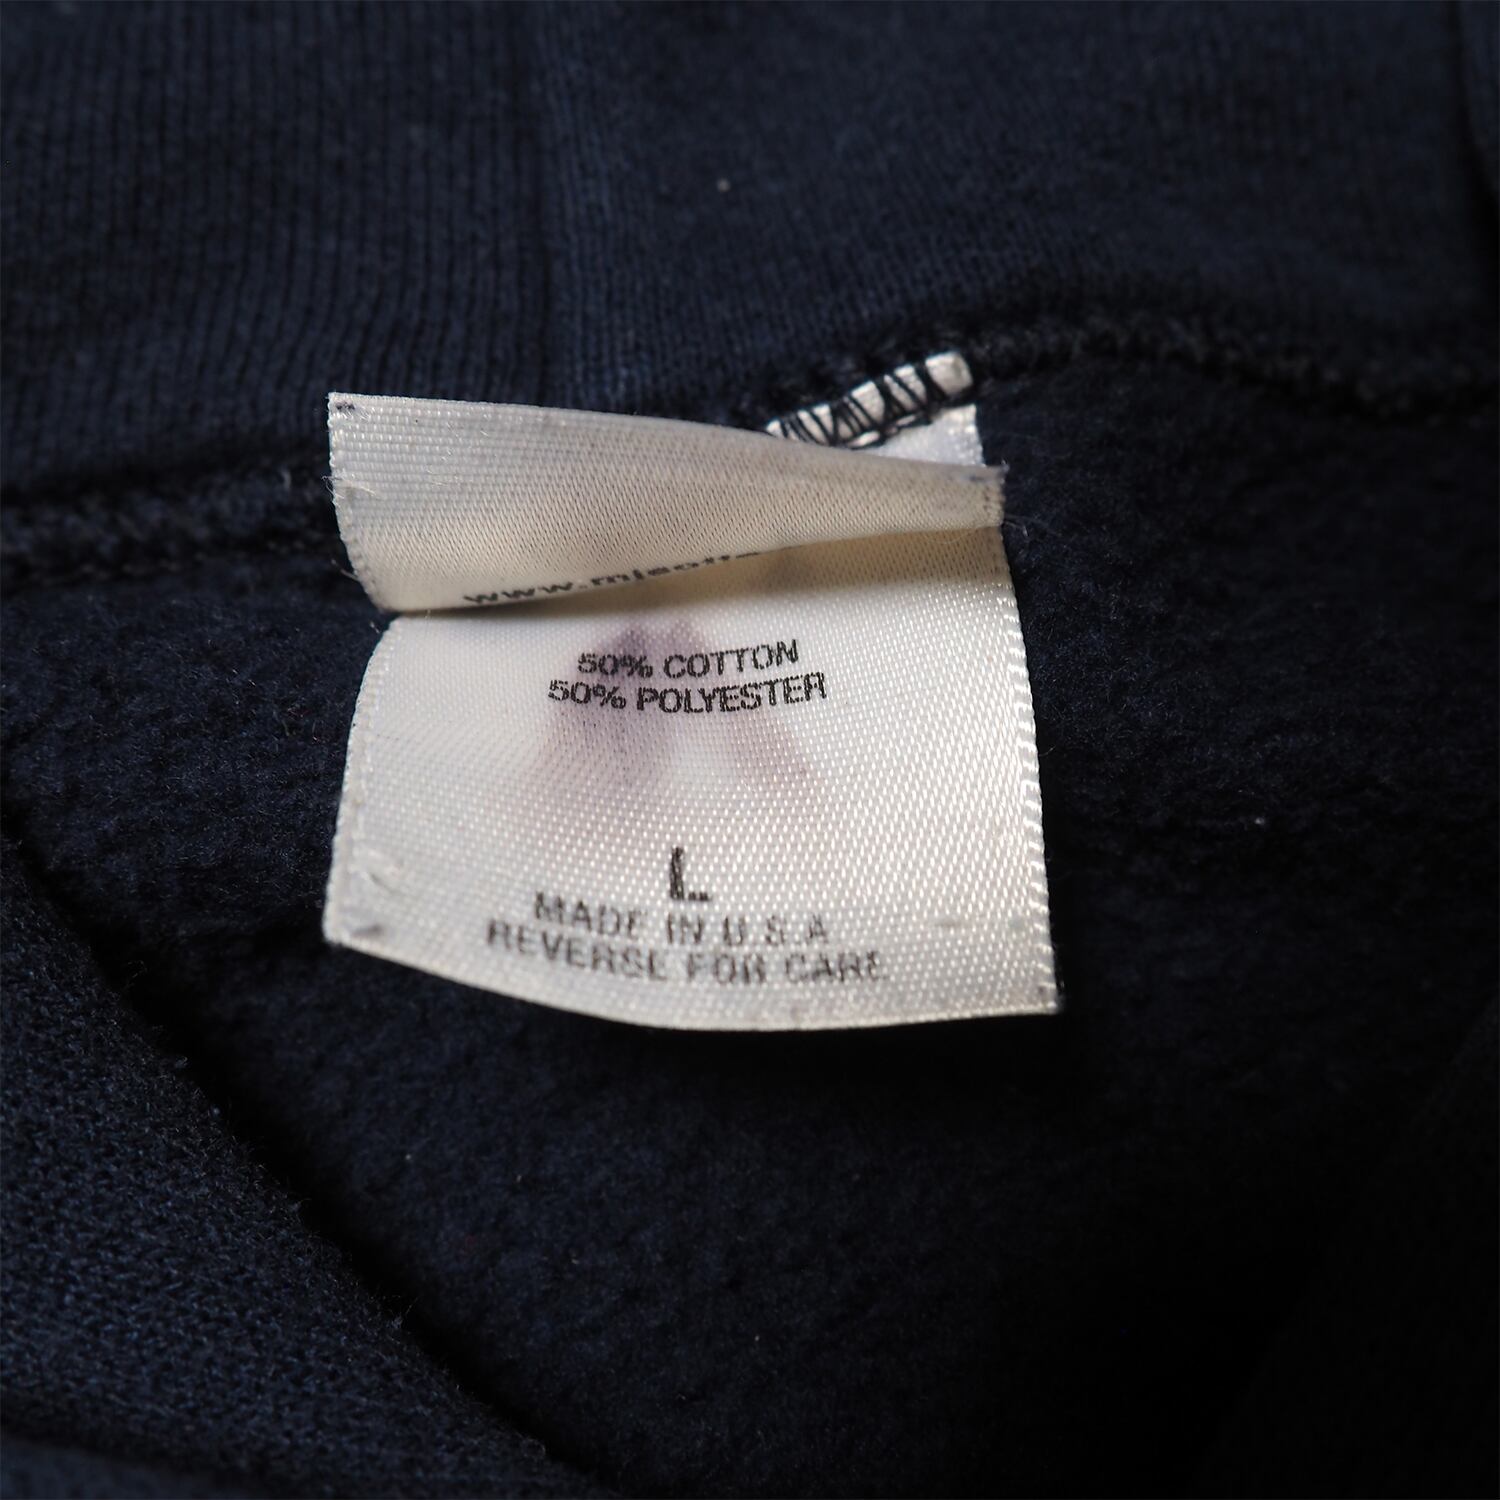 50% COTTON
50% POLYESTER
L
MADE IN U.S.A
REVERSE FOR CARE